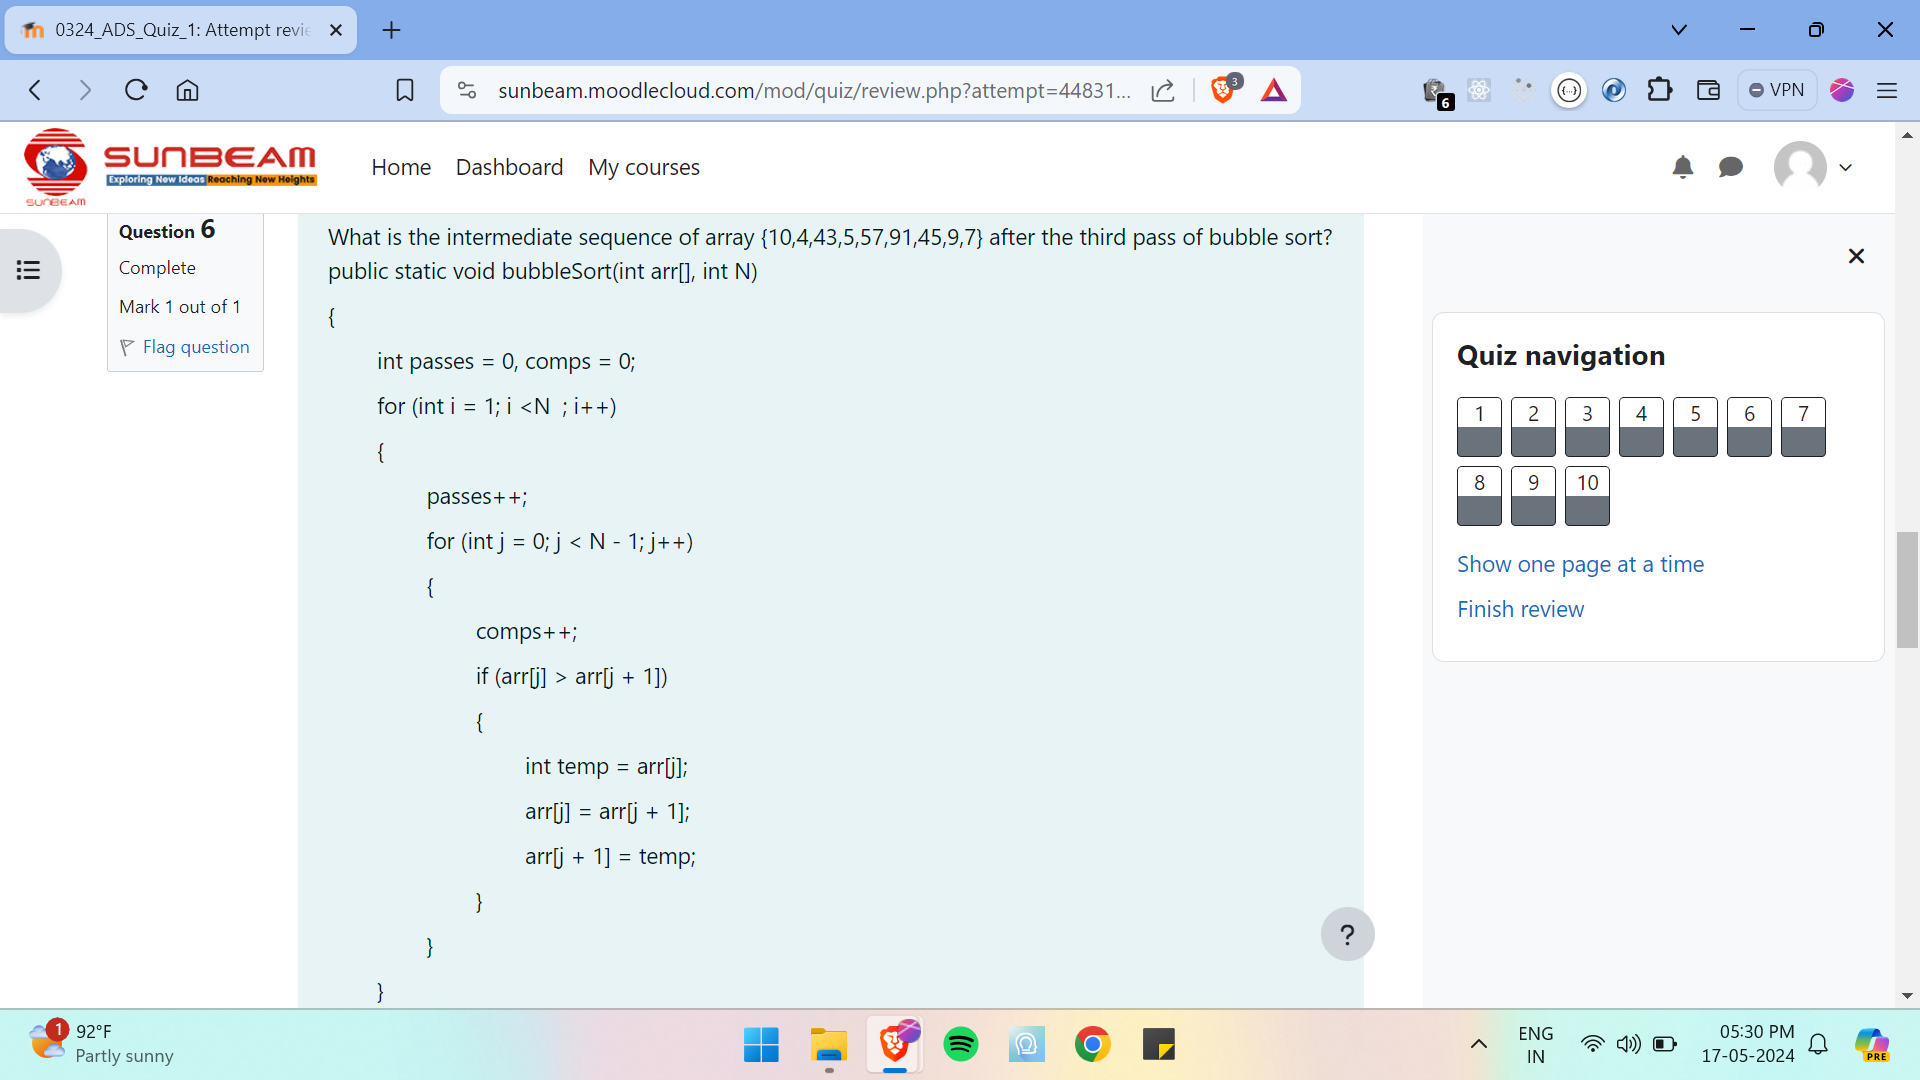 0324_ADS_Quiz_1: Attempt revie
sunbeam.moodlecloud.com/mod/quiz/review.php?attempt=44831...
3
6
VPN
SUNBEAM
Exploring New Ideas Reaching New Heights
SUNBEAM
Home Dashboard My courses
Question 6
Complete
Mark 1 out of 1
Flag question
What is the intermediate sequence of array {10,4,43,5,57,91,45,9,7} after the third pass of bubble sort?
public static void bubbleSort(int arr[], int N)
{
int passes = 0, comps = 0;
for (int i = 1; i <N  ; i++)
{
passes++;
for (int j = 0; j < N - 1; j++)
{
comps++;
if (arr[j] > arr[j + 1])
{
int temp = arr[j];
arr[j] = arr[j + 1];
arr[j + 1] = temp;
}
}
}
?
Quiz navigation
1 2 3 4 5 6 7
8 9 10
Show one page at a time
Finish review
1
92°F
Partly sunny
ENG
IN
05:30 PM
17-05-2024
PRE